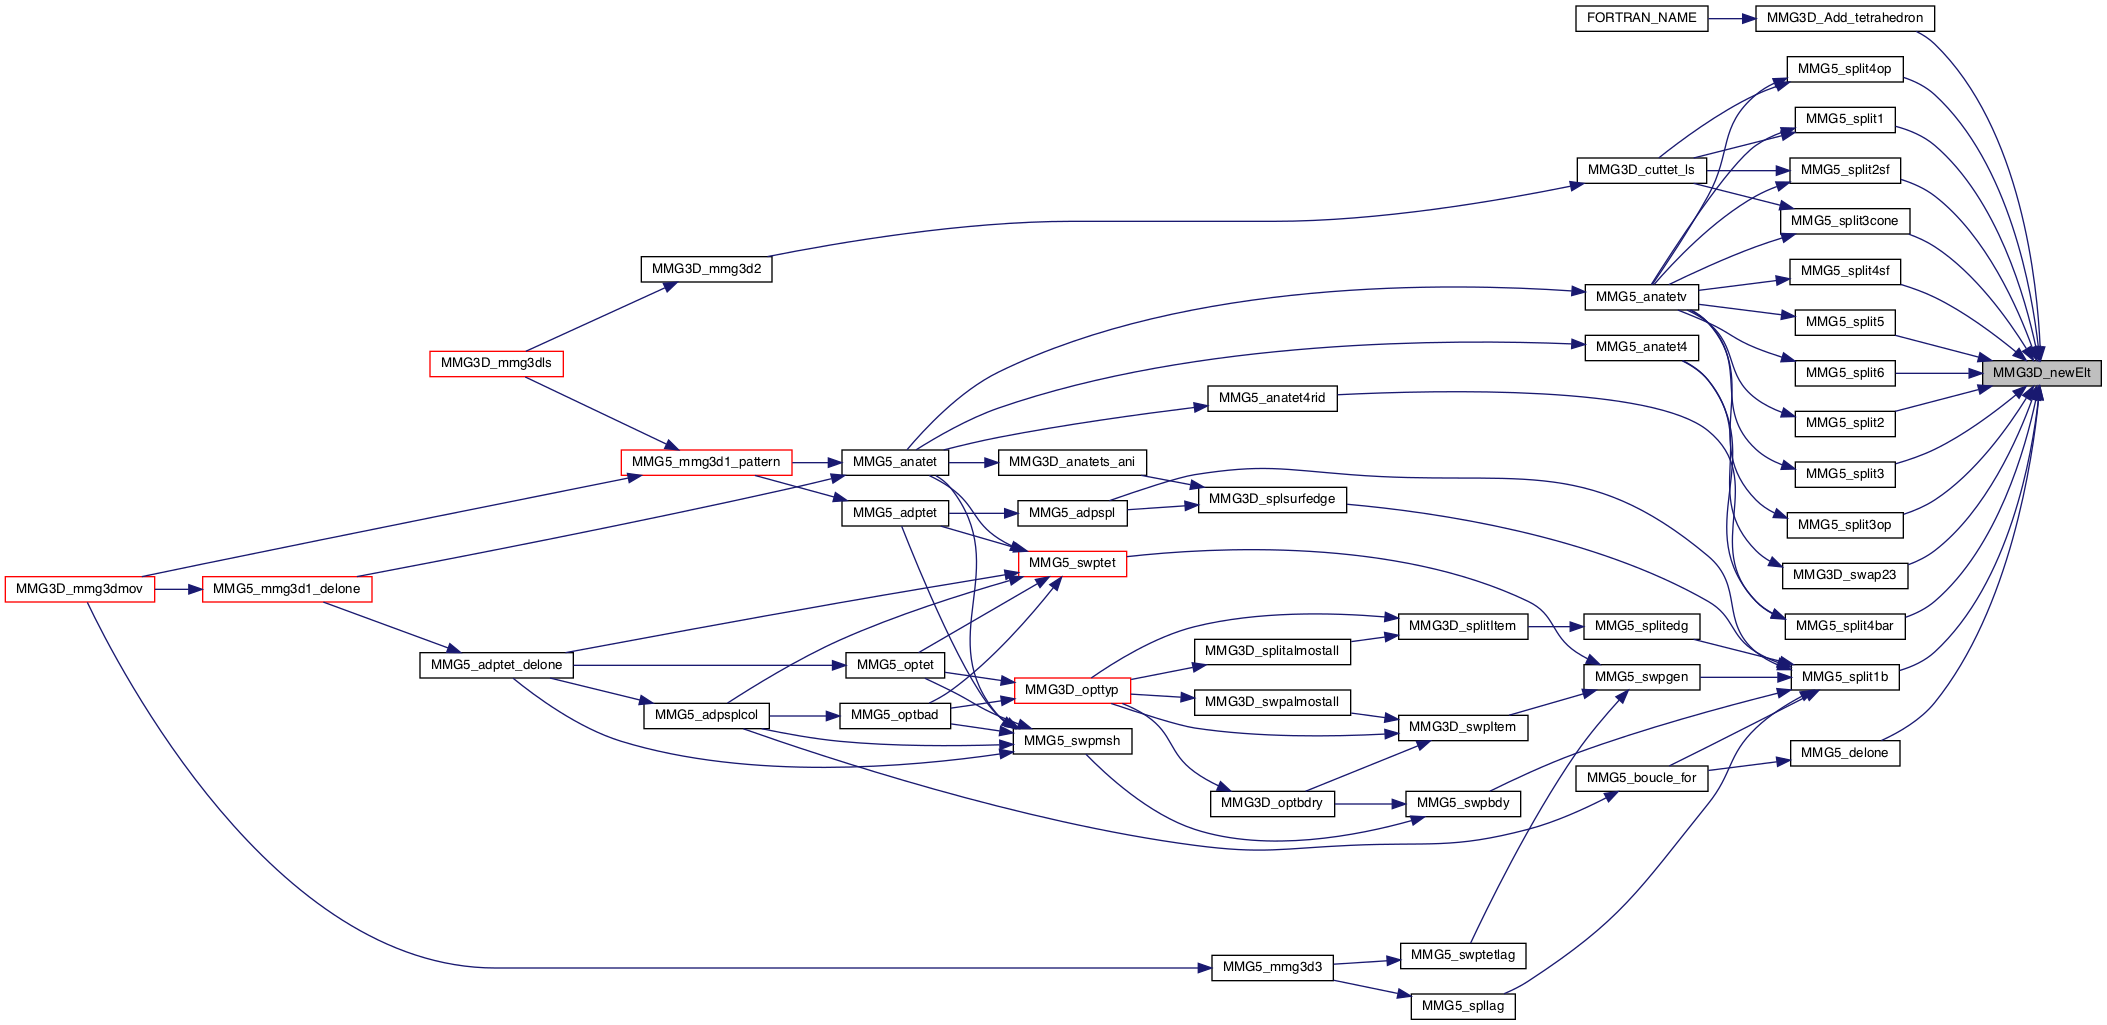 FORTRAN_NAME
MMG3D_Add_tetrahedron
MMG5_split4op
MMG5_split1
MMG3D_cuttet_ls
MMG5_split2sf
MMG5_split3cone
MMG3D_mmg3d2
MMG5_split4sf
MMG5_anatetv
MMG5_split5
MMG5_anatet4
MMG3D_mmg3dls
MMG5_split6
MMG3D_newElt
MMG5_anatet4rid
MMG5_split2
MMG5_mmg3d1_pattern
MMG5_anatet
MMG3D_anatets_ani
MMG5_split3
MMG3D_splsurfedge
MMG5_adptet
MMG5_adpspl
MMG5_split3op
MMG5_swptet
MMG3D_mmg3dmov
MMG5_mmg3d1_delone
MMG3D_swap23
MMG3D_splitItem
MMG5_splitedg
MMG5_split4bar
MMG3D_splitalmostall
MMG5_adptet_delone
MMG5_optet
MMG5_swpgen
MMG5_split1b
MMG3D_opttyp
MMG3D_swpalmostall
MMG5_adpsplcol
MMG5_optbad
MMG3D_swpItem
MMG5_swpmsh
MMG5_delone
MMG5_boucle_for
MMG3D_optbdry
MMG5_swpbdy
MMG5_swptetlag
MMG5_mmg3d3
MMG5_spllag